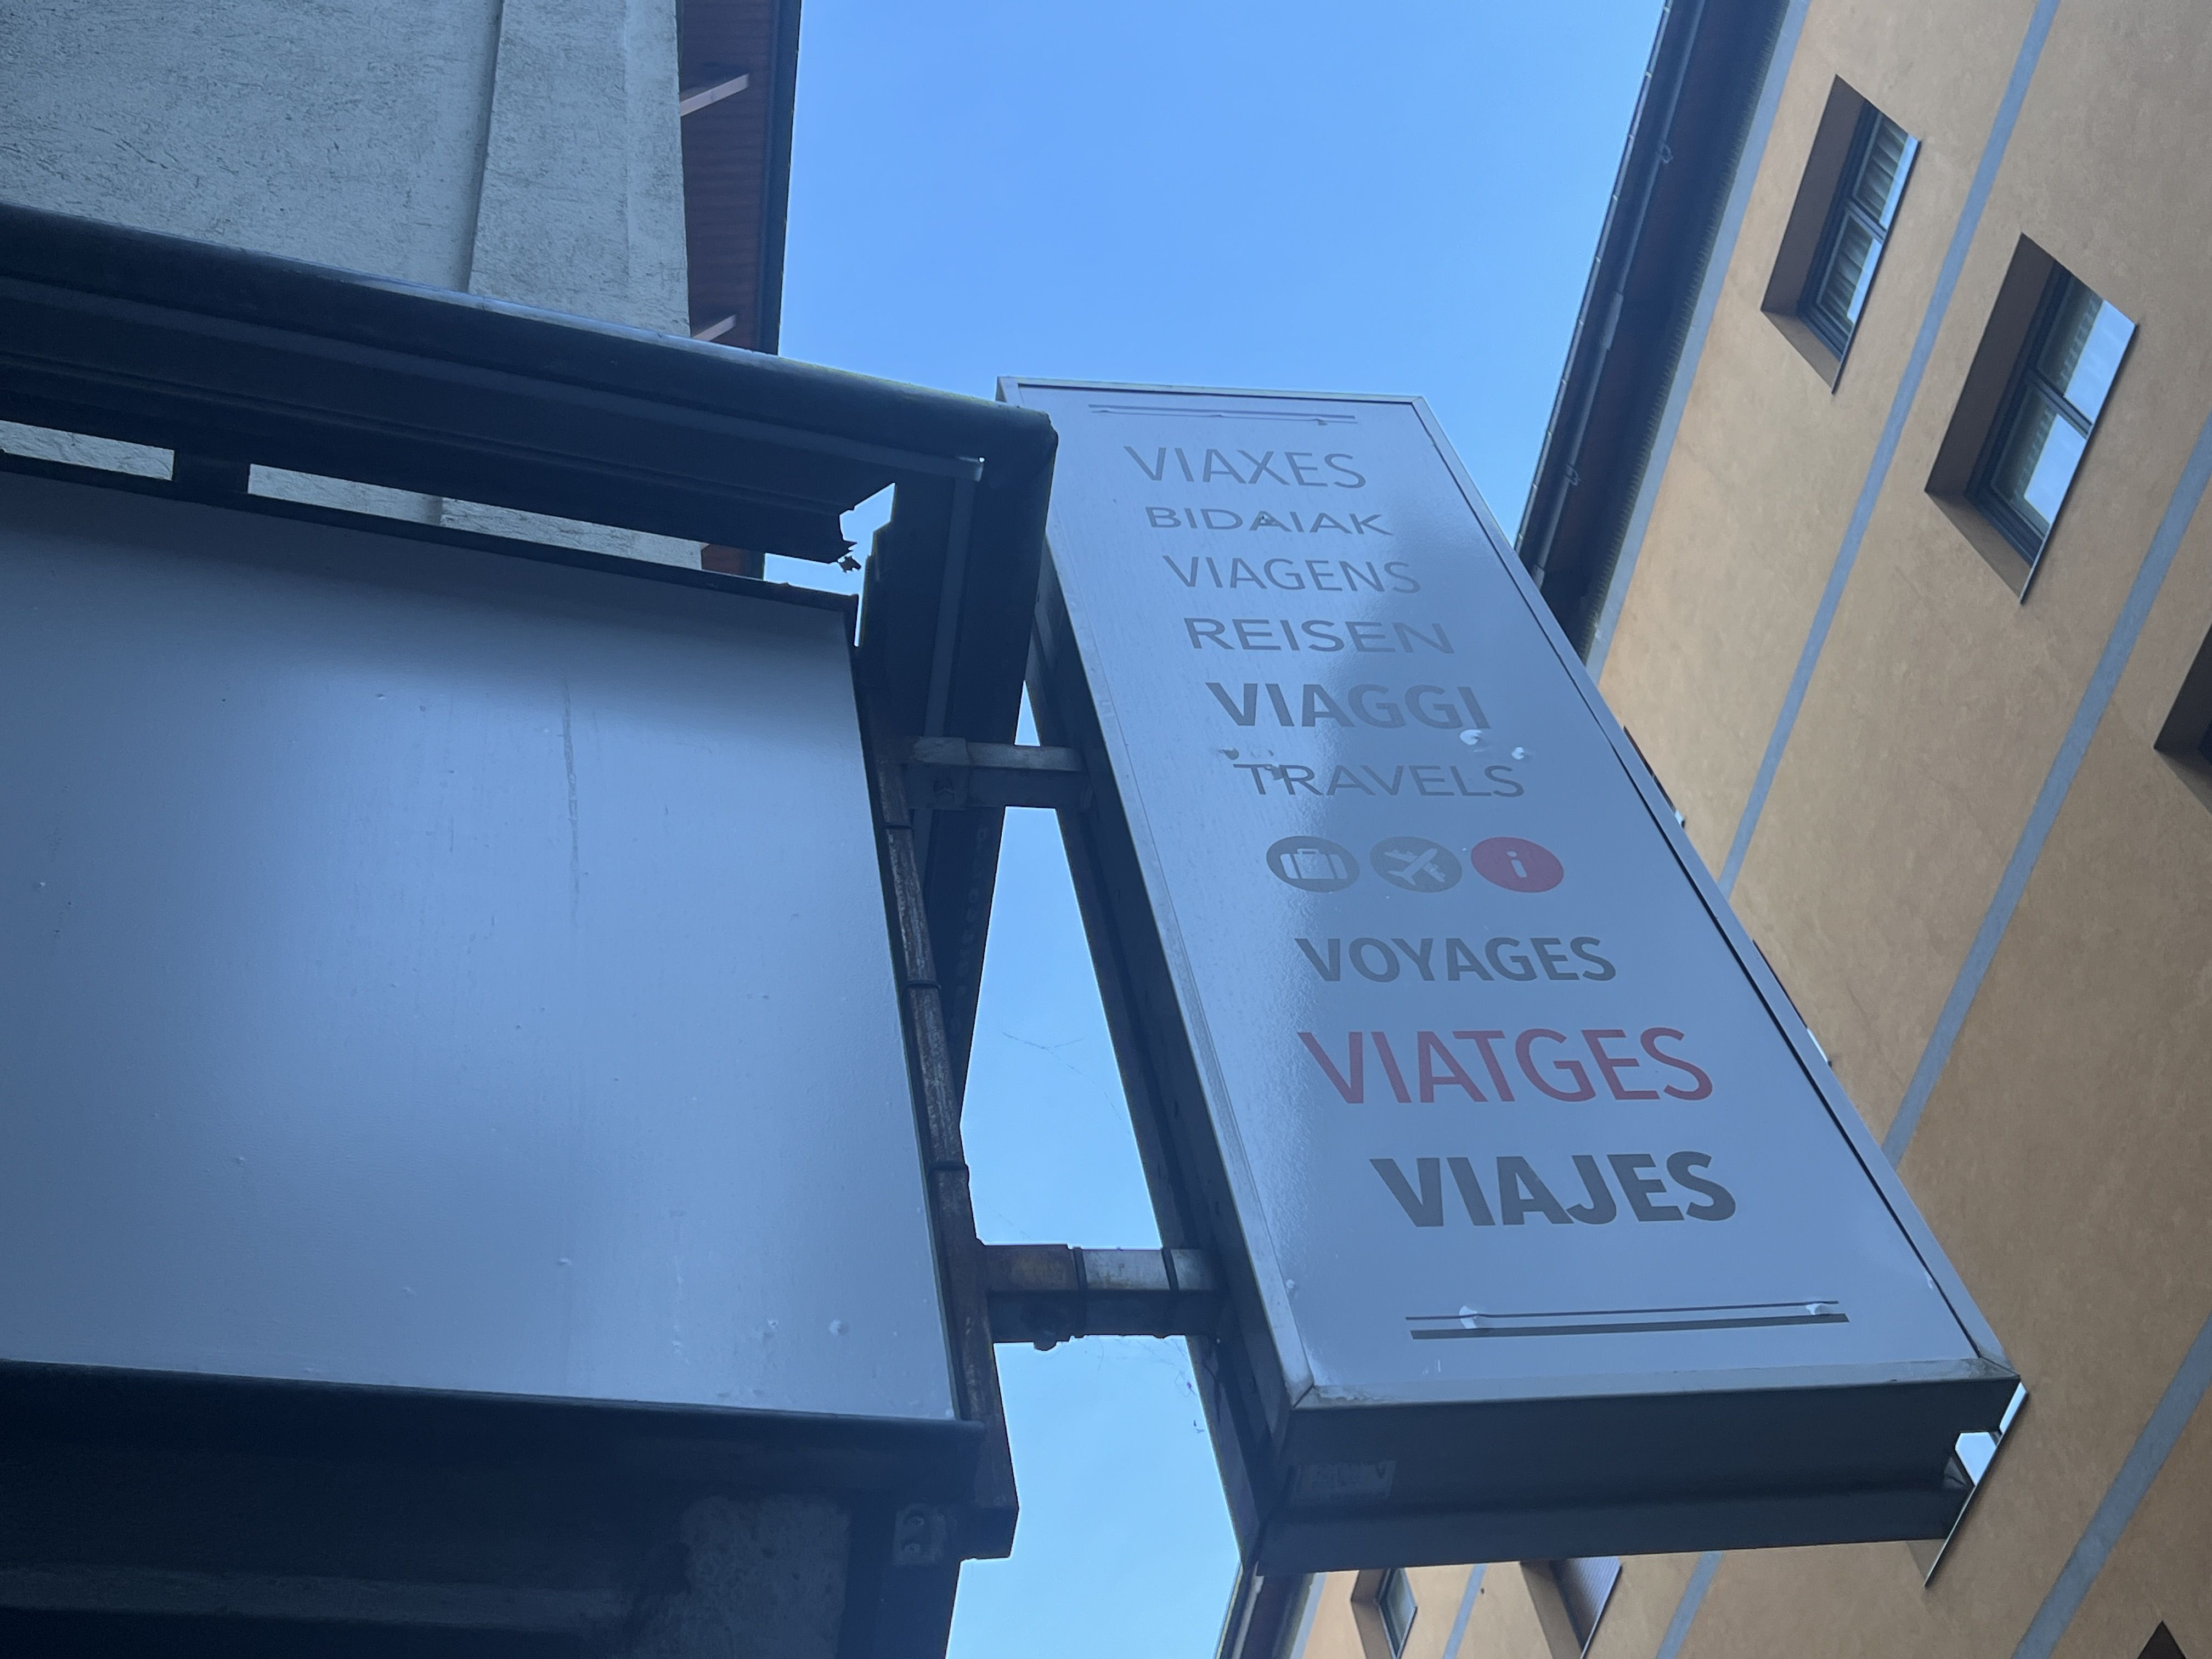 VIAXES
BIDAIAK
VIAGENS
REISEN
VIAGGI
TRAVELS
i
VOYAGES
VIATGES
VIAJES